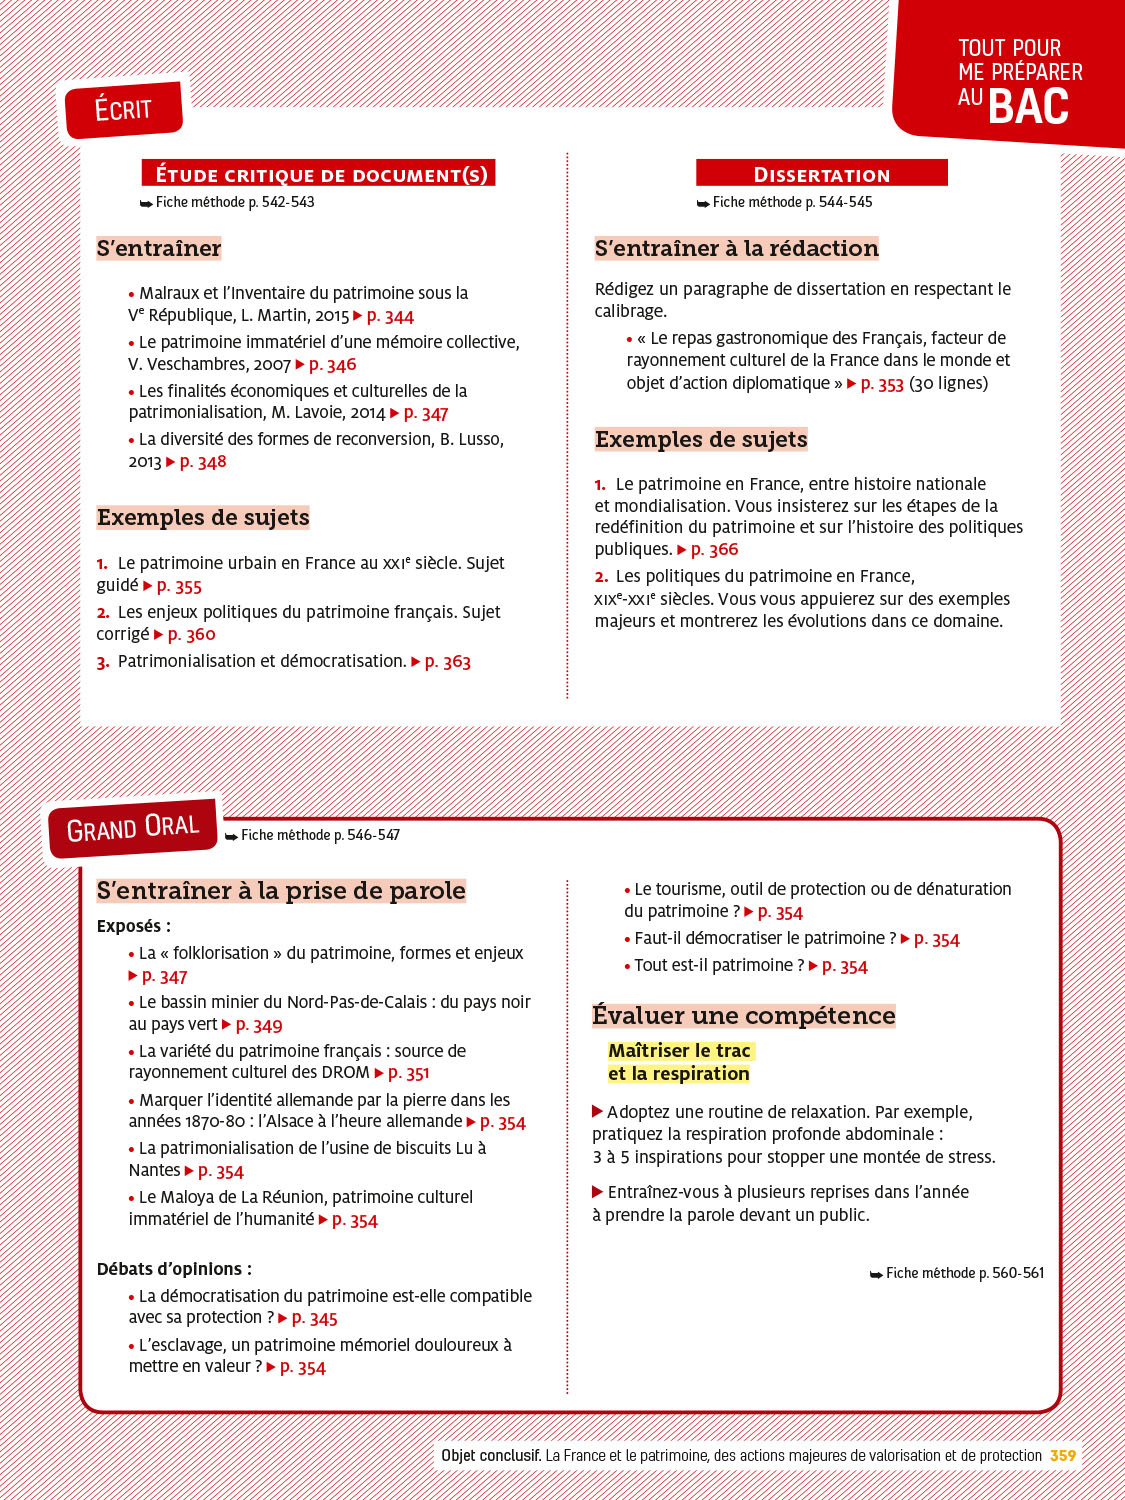 TOUT POUR
ME PRÉPARER
AU BAC
ÉCRIT
ÉTUDE CRITIQUE DE DOCUMENT(S)
➥ Fiche méthode p. 542-543
S'entraîner
• Malraux et l'Inventaire du patrimoine sous la
Ve République, L. Martin, 2015 ▶ p. 344
• Le patrimoine immatériel d'une mémoire collective,
V. Veschambres, 2007 ▶ p. 346
• Les finalités économiques et culturelles de la
patrimonialisation, M. Lavoie, 2014 ▶ p. 347
• La diversité des formes de reconversion, B. Lusso,
2013 ▶ p. 348
Exemples de sujets
1. Le patrimoine urbain en France au XXIe siècle. Sujet
guidé ▶ p. 355
2. Les enjeux politiques du patrimoine français. Sujet
corrigé ▶ p. 360
3. Patrimonialisation et démocratisation. ▶ p. 363
DISSERTATION
➥ Fiche méthode p. 544-545
S'entraîner à la rédaction
Rédigez un paragraphe de dissertation en respectant le
calibrage.
• « Le repas gastronomique des Français, facteur de
rayonnement culturel de la France dans le monde et
objet d'action diplomatique » ▶ p. 353 (30 lignes)
Exemples de sujets
1. Le patrimoine en France, entre histoire nationale
et mondialisation. Vous insisterez sur les étapes de la
redéfinition du patrimoine et sur l'histoire des politiques
publiques. ▶ p. 366
2. Les politiques du patrimoine en France,
XIXe-XXIe siècles. Vous vous appuierez sur des exemples
majeurs et montrerez les évolutions dans ce domaine.
GRAND ORAL
➥ Fiche méthode p. 546-547
S'entraîner à la prise de parole
Exposés :
• La « folklorisation » du patrimoine, formes et enjeux
▶ p. 347
• Le bassin minier du Nord-Pas-de-Calais : du pays noir
au pays vert ▶ p. 349
• La variété du patrimoine français : source de
rayonnement culturel des DROM ▶ p. 351
• Marquer l'identité allemande par la pierre dans les
années 1870-80 : l'Alsace à l'heure allemande ▶ p. 354
• La patrimonialisation de l'usine de biscuits Lu à
Nantes ▶ p. 354
• Le Maloya de La Réunion, patrimoine culturel
immatériel de l'humanité ▶ p. 354
Débats d'opinions :
• La démocratisation du patrimoine est-elle compatible
avec sa protection ? ▶ p. 345
• L'esclavage, un patrimoine mémoriel douloureux à
mettre en valeur ? ▶ p. 354
• Le tourisme, outil de protection ou de dénaturation
du patrimoine ? ▶ p. 354
• Faut-il démocratiser le patrimoine ? ▶ p. 354
• Tout est-il patrimoine ? ▶ p. 354
Évaluer une compétence
Maîtriser le trac
et la respiration
▶ Adoptez une routine de relaxation. Par exemple,
pratiquez la respiration profonde abdominale :
3 à 5 inspirations pour stopper une montée de stress.
▶ Entraînez-vous à plusieurs reprises dans l'année
à prendre la parole devant un public.
➥ Fiche méthode p. 560-561
Objet conclusif. La France et le patrimoine, des actions majeures de valorisation et de protection 359